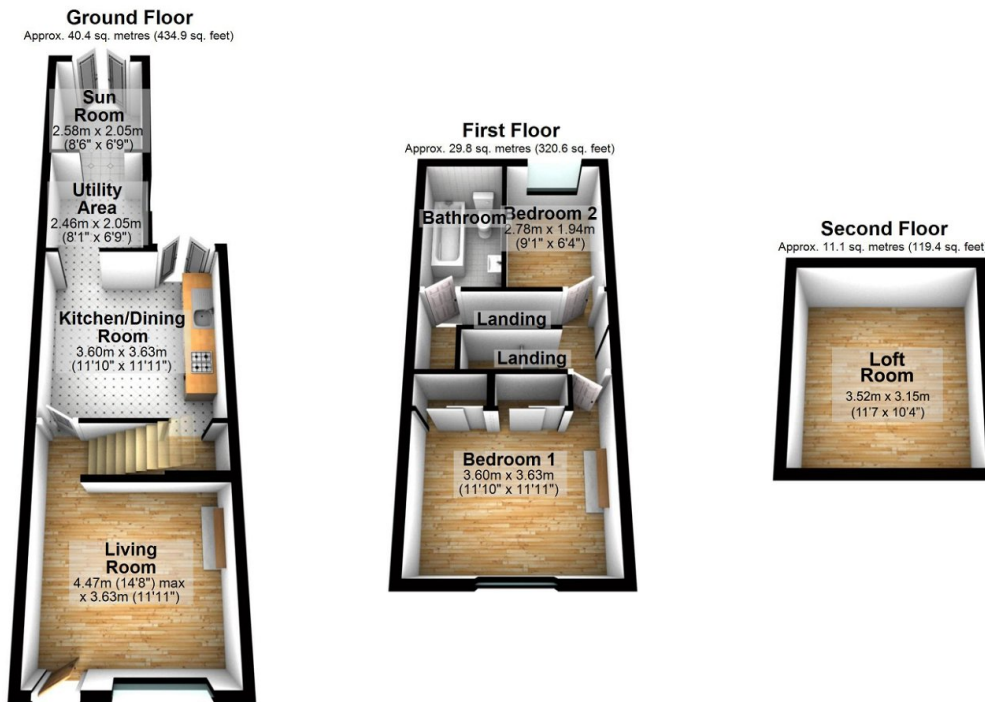 Ground Floor
Approx. 40.4 sq. metres (434.9 sq. feet)
Sun
Room
2.58m x 2.05m
(8'6" x 6'9")
Utility
Area
2.46m x 2.05m
(8'1" x 6'9")
Kitchen/Dining
Room
3.60m x 3.63m
(11'10" x 11'11")
Living
Room
4.47m (14'8") max
x 3.63m (11'11")
First Floor
Approx. 29.8 sq. metres (320.6 sq. feet)
Bathroom
Bedroom 2
2.78m x 1.94m
(9'1" x 6'4")
Landing
Landing
Bedroom 1
3.60m x 3.63m
(11'10" x 11'11")
Second Floor
Approx. 11.1 sq. metres (119.4 sq. feet
Loft
Room
3.52m x 3.15m
(11'7 x 10'4")